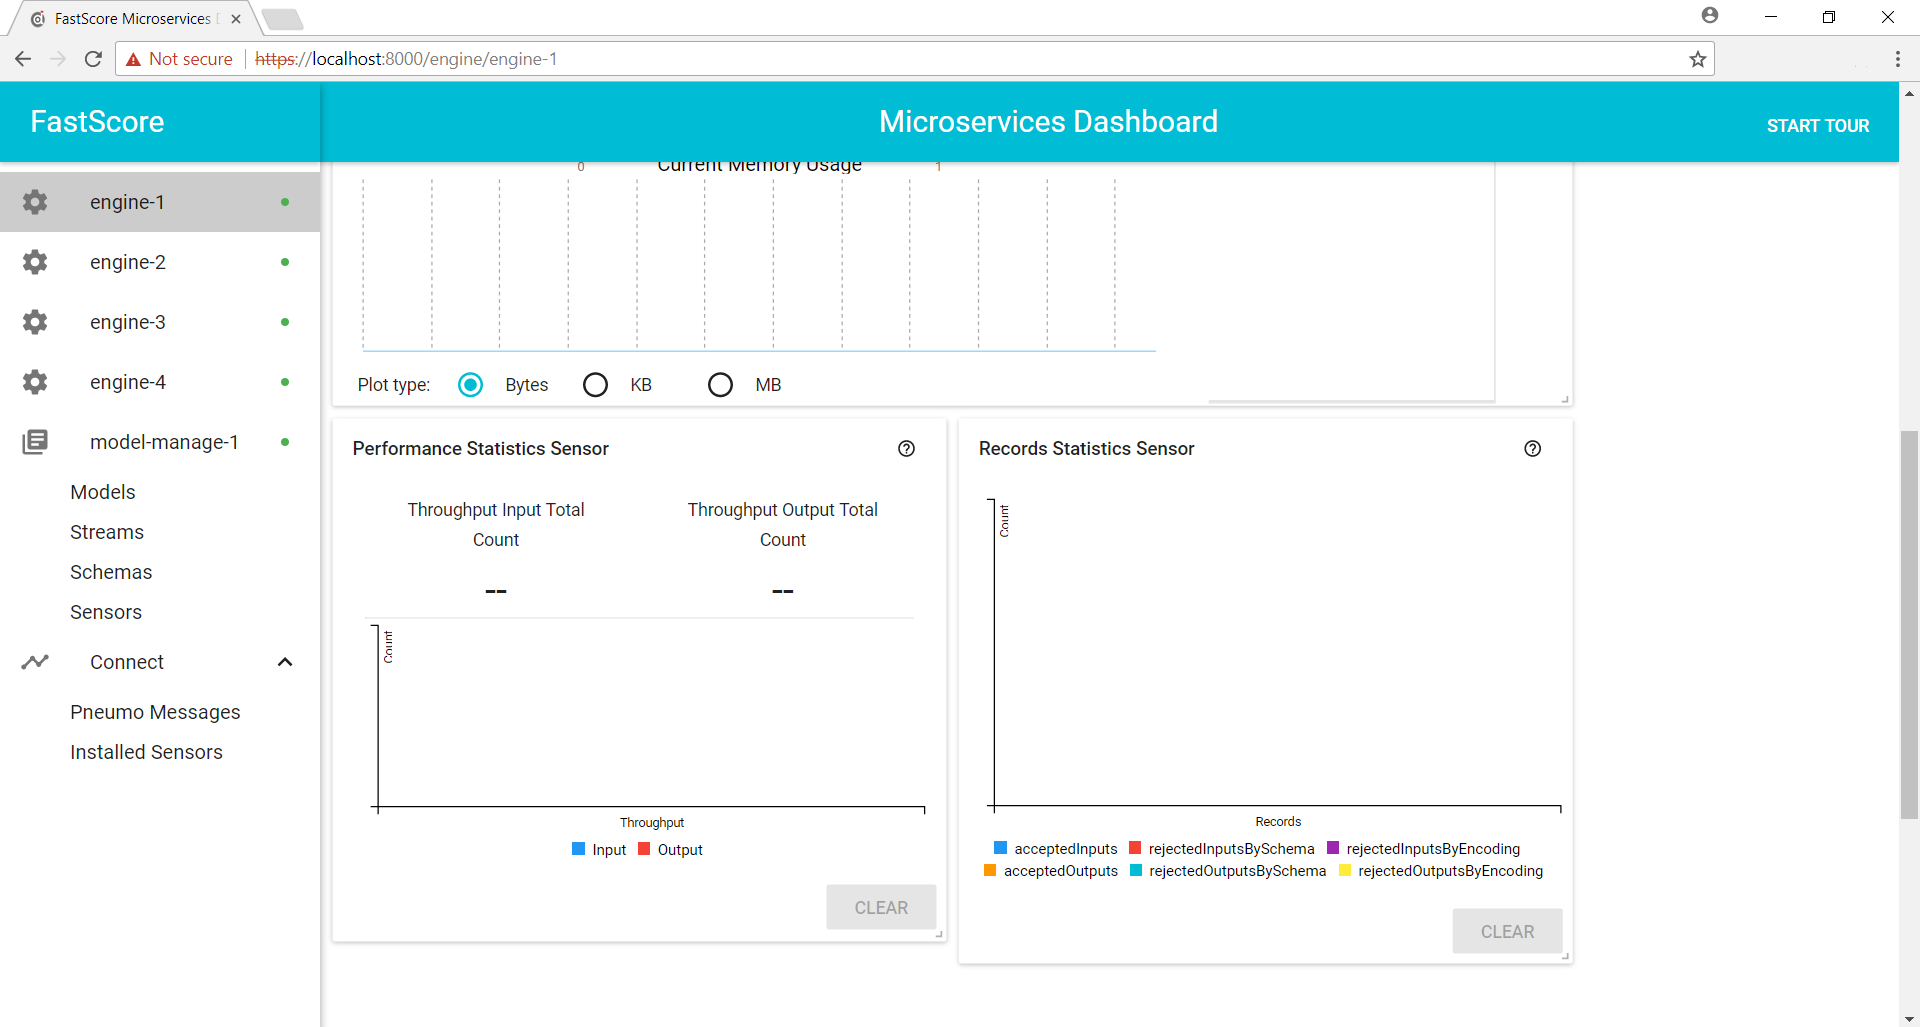 FastScore Microservices
Not secure https://localhost:8000/engine/engine-1
FastScore
Microservices Dashboard
START TOUR
engine-1
engine-2
engine-3
engine-4
model-manage-1
Models
Streams
Schemas
Sensors
Connect
Pneumo Messages
Installed Sensors
0 Current Memory Usage 1
Plot type: Bytes KB MB
Performance Statistics Sensor
Throughput Input Total
Count
--
Throughput Output Total
Count
--
Count
Throughput
Input Output
CLEAR
Records Statistics Sensor
Count
Records
acceptedInputs rejectedInputsBySchema rejectedInputsByEncoding
acceptedOutputs rejectedOutputsBySchema rejectedOutputsByEncoding
CLEAR